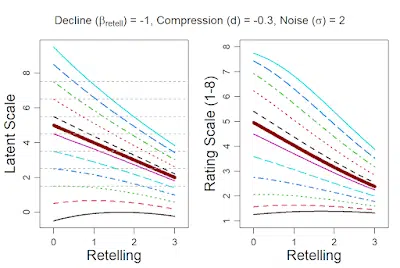 Decline (βretell) = -1, Compression (d) = -0.3, Noise (σ) = 2
Latent Scale
8
6
4
2
0
0 1 2 3
Retelling
Rating Scale (1-8)
8
7
6
5
4
3
2
1
0 1 2 3
Retelling